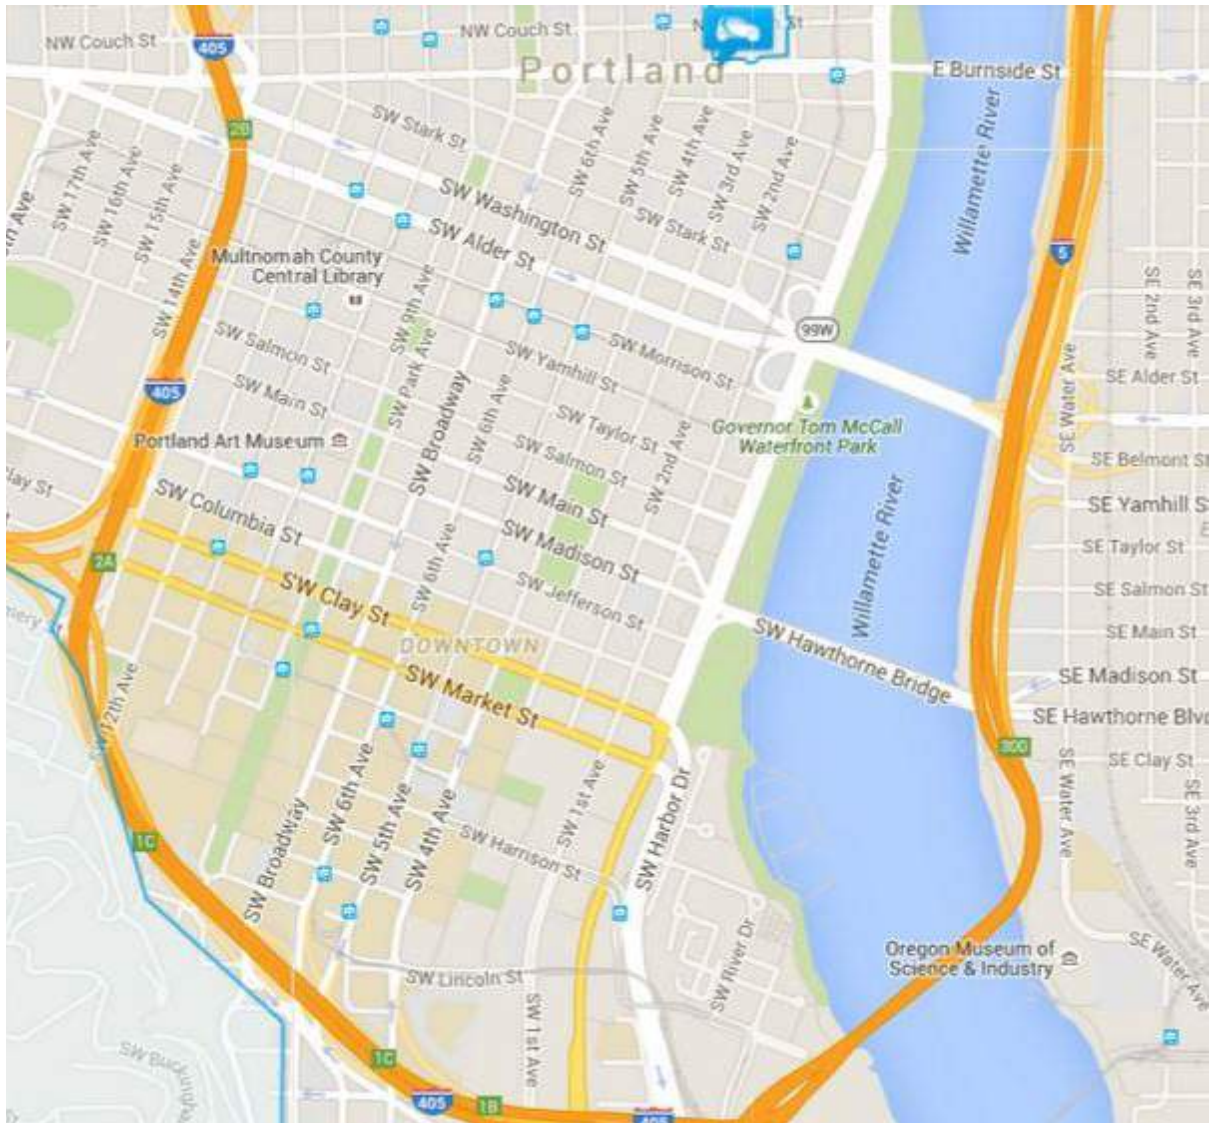 NW Couch St
405
NW Couch St
Portland
E Burnside St
2B
SW Stark St
SW 17th Ave
SW 16th Ave
SW 15th Ave
SW 14th Ave
SW 6th Ave
SW 5th Ave
SW 4th Ave
SW 3rd Ave
SW 2nd Ave
Willamette River
SW Washington St
SW Stark St
SW Alder St
5
Multnomah County
Central Library
SW 9th Ave
SW Park Ave
SE 2nd Ave
SE 3rd Ave
99W
SW Salmon St
SW Morrison St
SW Yamhill St
SE Water Ave
SE Alder St
405
SW Main St
SW Broadway
SW 6th Ave
SW Taylor St
Governor Tom McCall
Waterfront Park
Portland Art Museum
SW Salmon St
SW 2nd Ave
SE Belmont St
Clay St
SW Columbia St
SW Main St
SE Yamhill S
SW Madison St
SE Taylor St
Willamette River
2A
SW Clay St
SW 6th Ave
SW Jefferson St
SE Salmon St
SE Main St
DOWNTOWN
SW Hawthorne Bridge
SE Madison St
SW 12th Ave
SW Market St
SE Hawthorne Blv
300
SE Clay St
SW 6th Ave
SW 5th Ave
SW 4th Ave
SW 1st Ave
SW Harbor Dr
SE Water Ave
SE 3rd Ave
1C
SW Broadway
SW Harrison St
SW River Dr
Oregon Museum of
Science & Industry
SE Water Ave
SW Lincoln St
SW 1st Ave
1C
405
1B
405